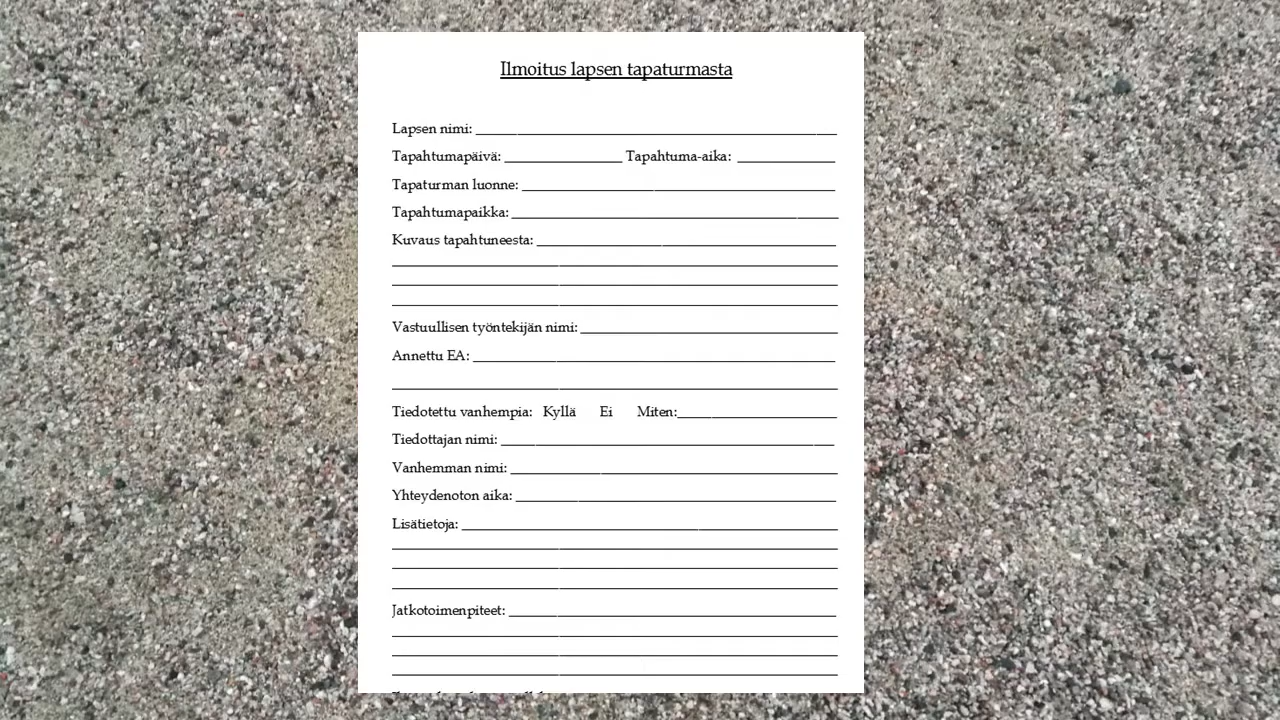 Ilmoitus lapsen tapaturmasta
Lapsen nimi:
Tapahtumapäivä: Tapahtuma-aika:
Tapaturman luonne:
Tapahtumapaikka:
Kuvaus tapahtuneesta:
Vastuullisen työntekijän nimi:
Annettu EA:
Tiedotettu vanhempia: Kyllä Ei Miten:
Tiedottajan nimi:
Vanhemman nimi:
Yhteydenoton aika:
Lisätietoja:
Jatkotoimenpiteet: